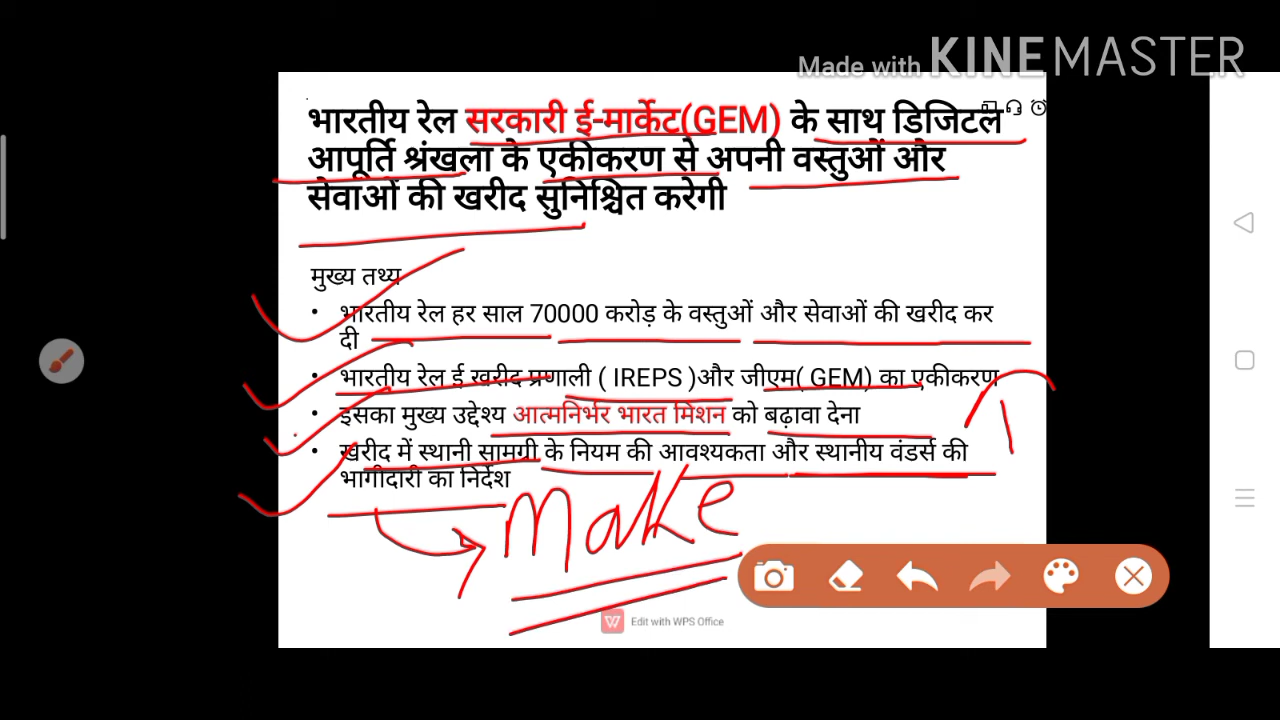 Made with KINEMASTER
भारतीय रेल सरकारी ई-मार्केट(GEM) के साथ डिजिटल
आपूर्ति श्रंखला के एकीकरण से अपनी वस्तुओं और
सेवाओं की खरीद सुनिश्चित करेगी
मुख्य तथ्य
• भारतीय रेल हर साल 70000 करोड़ के वस्तुओं और सेवाओं की खरीद कर
दी
• भारतीय रेल ई खरीद प्रणाली ( IREPS )और जीएम( GEM) का एकीकरण
• इसका मुख्य उद्देश्य आत्मनिर्भर भारत मिशन को बढ़ावा देना
• खरीद में स्थानी सामग्री के नियम की आवश्यकता और स्थानीय वंडर्स की
भागीदारी का निर्देश
Make
Edit with WPS Office